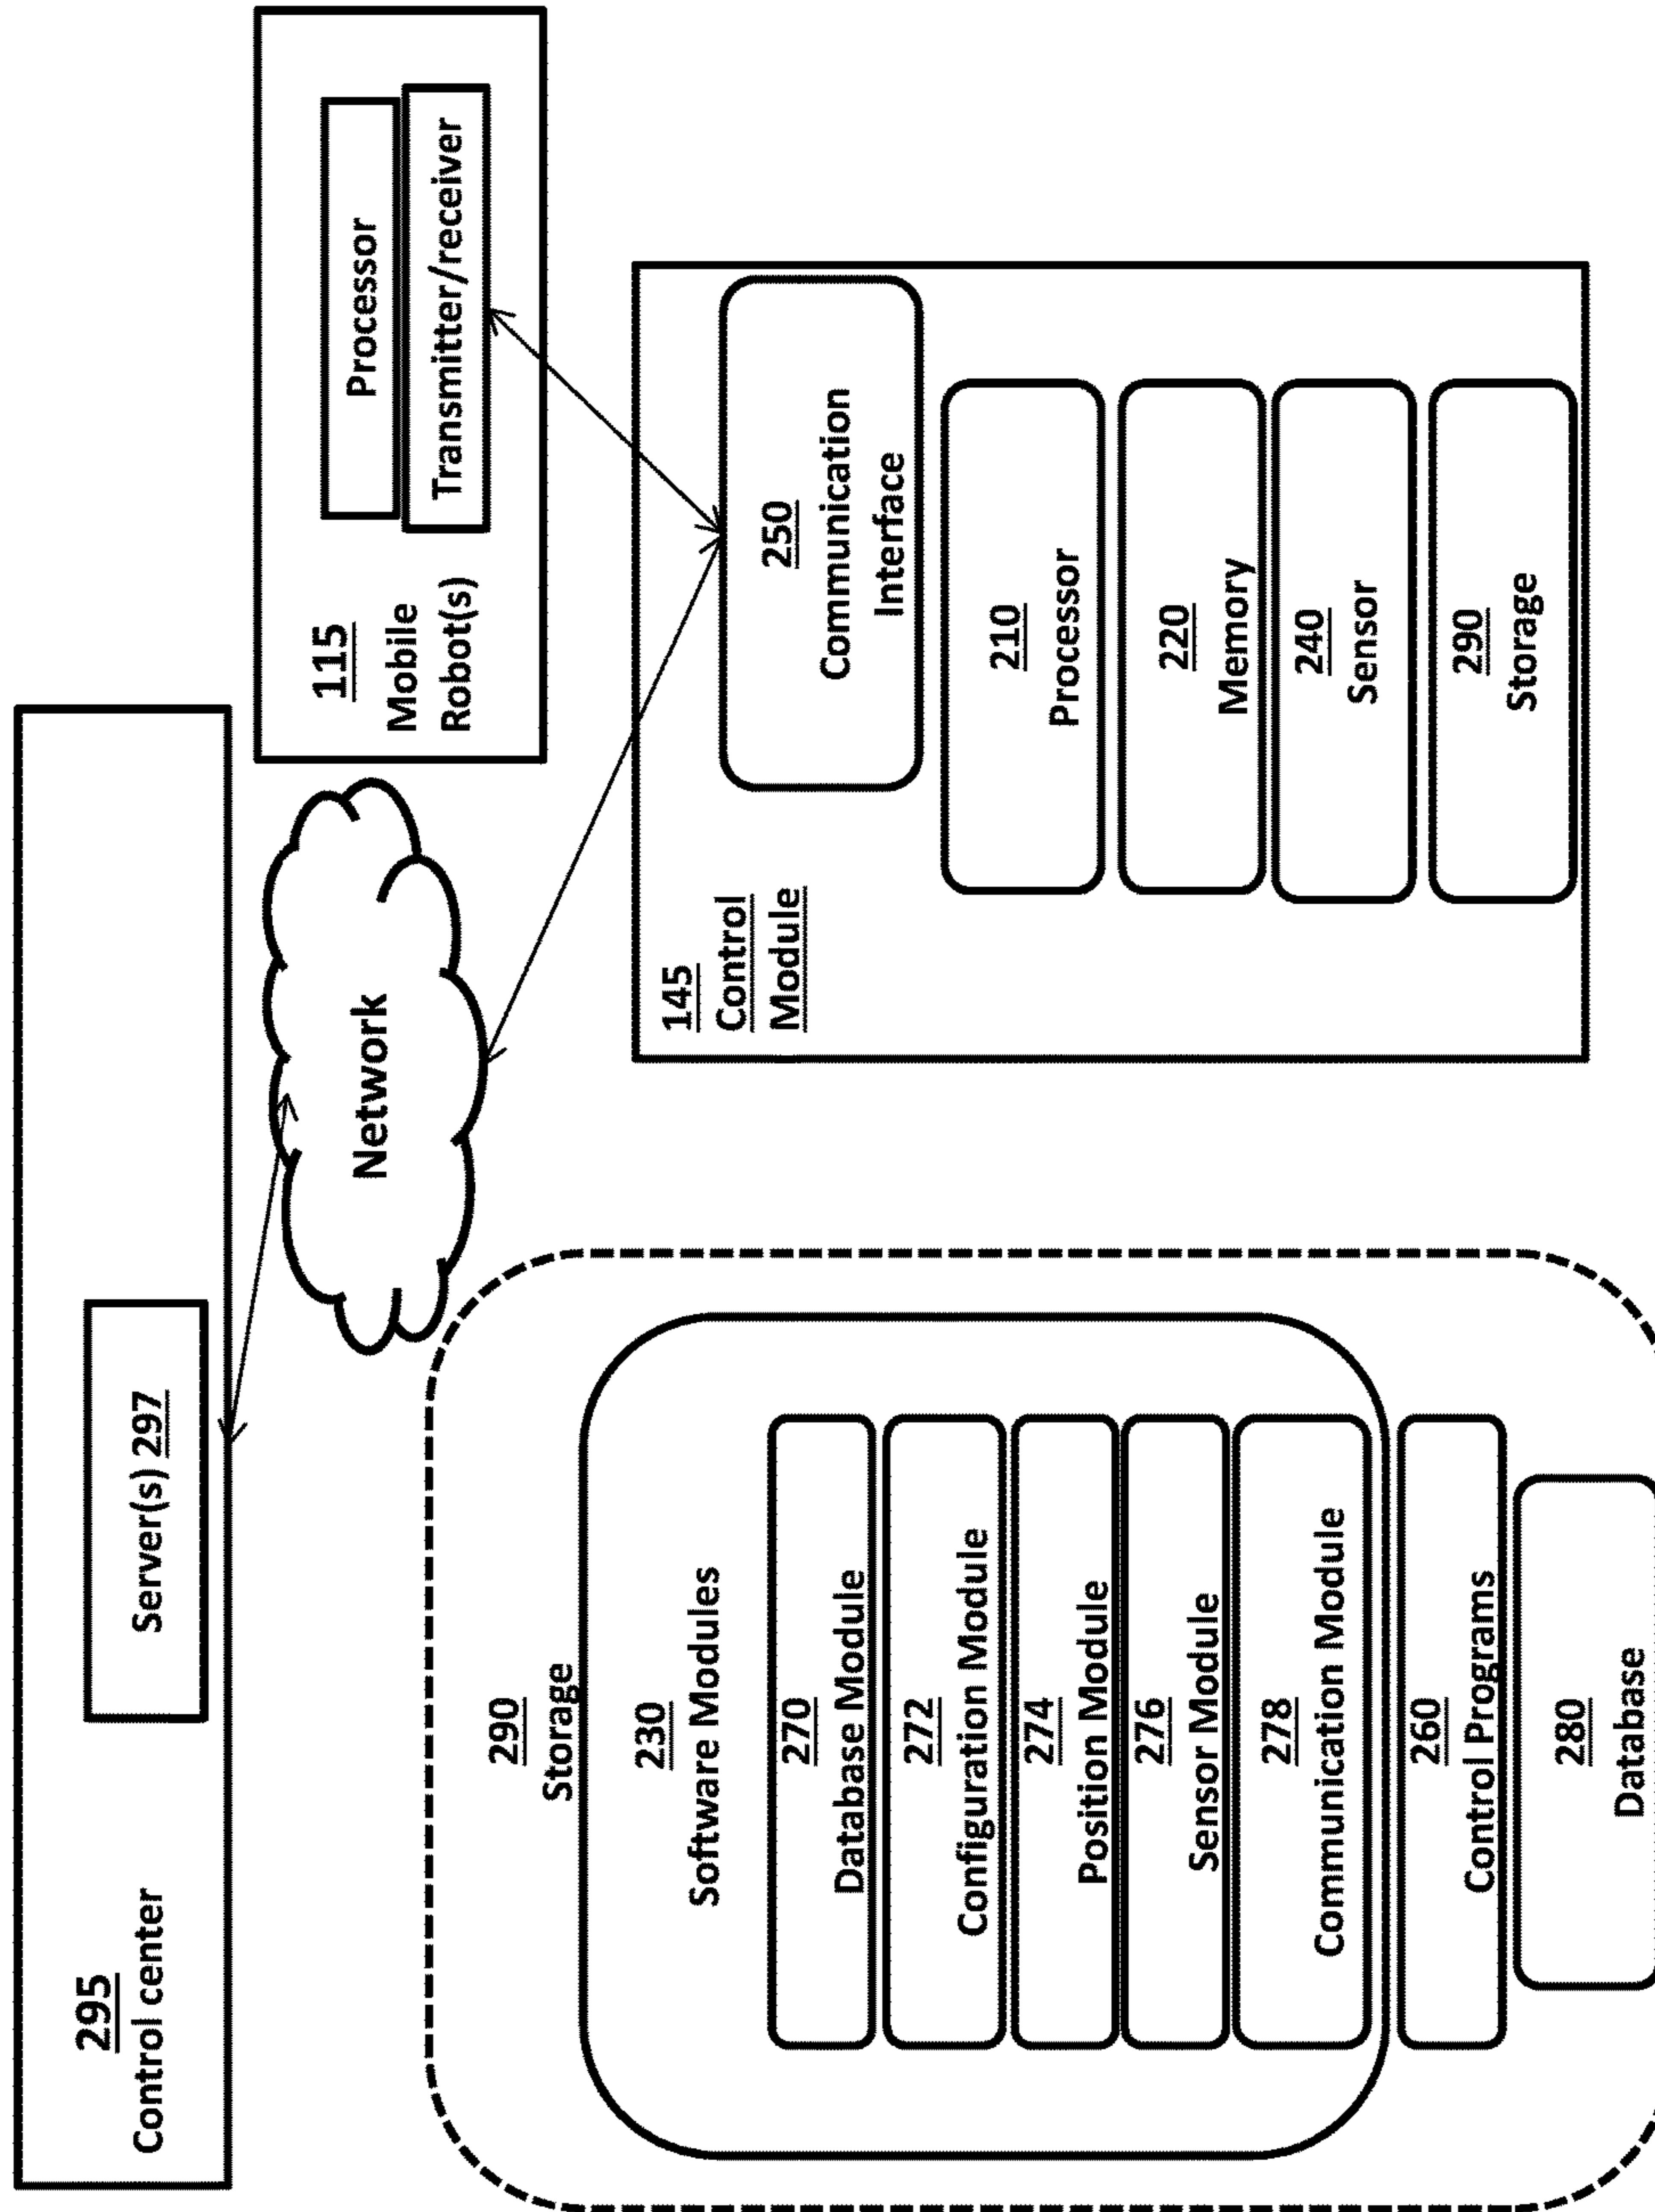 295
Control center
Server(s) 297
Network
115
Mobile
Robot(s)
Processor
Transmitter/receiver
290
Storage
230
Software Modules
270
Database Module
272
Configuration Module
274
Position Module
276
Sensor Module
278
Communication Module
260
Control Programs
280
Database
145
Control
Module
250
Communication
Interface
210
Processor
220
Memory
240
Sensor
290
Storage